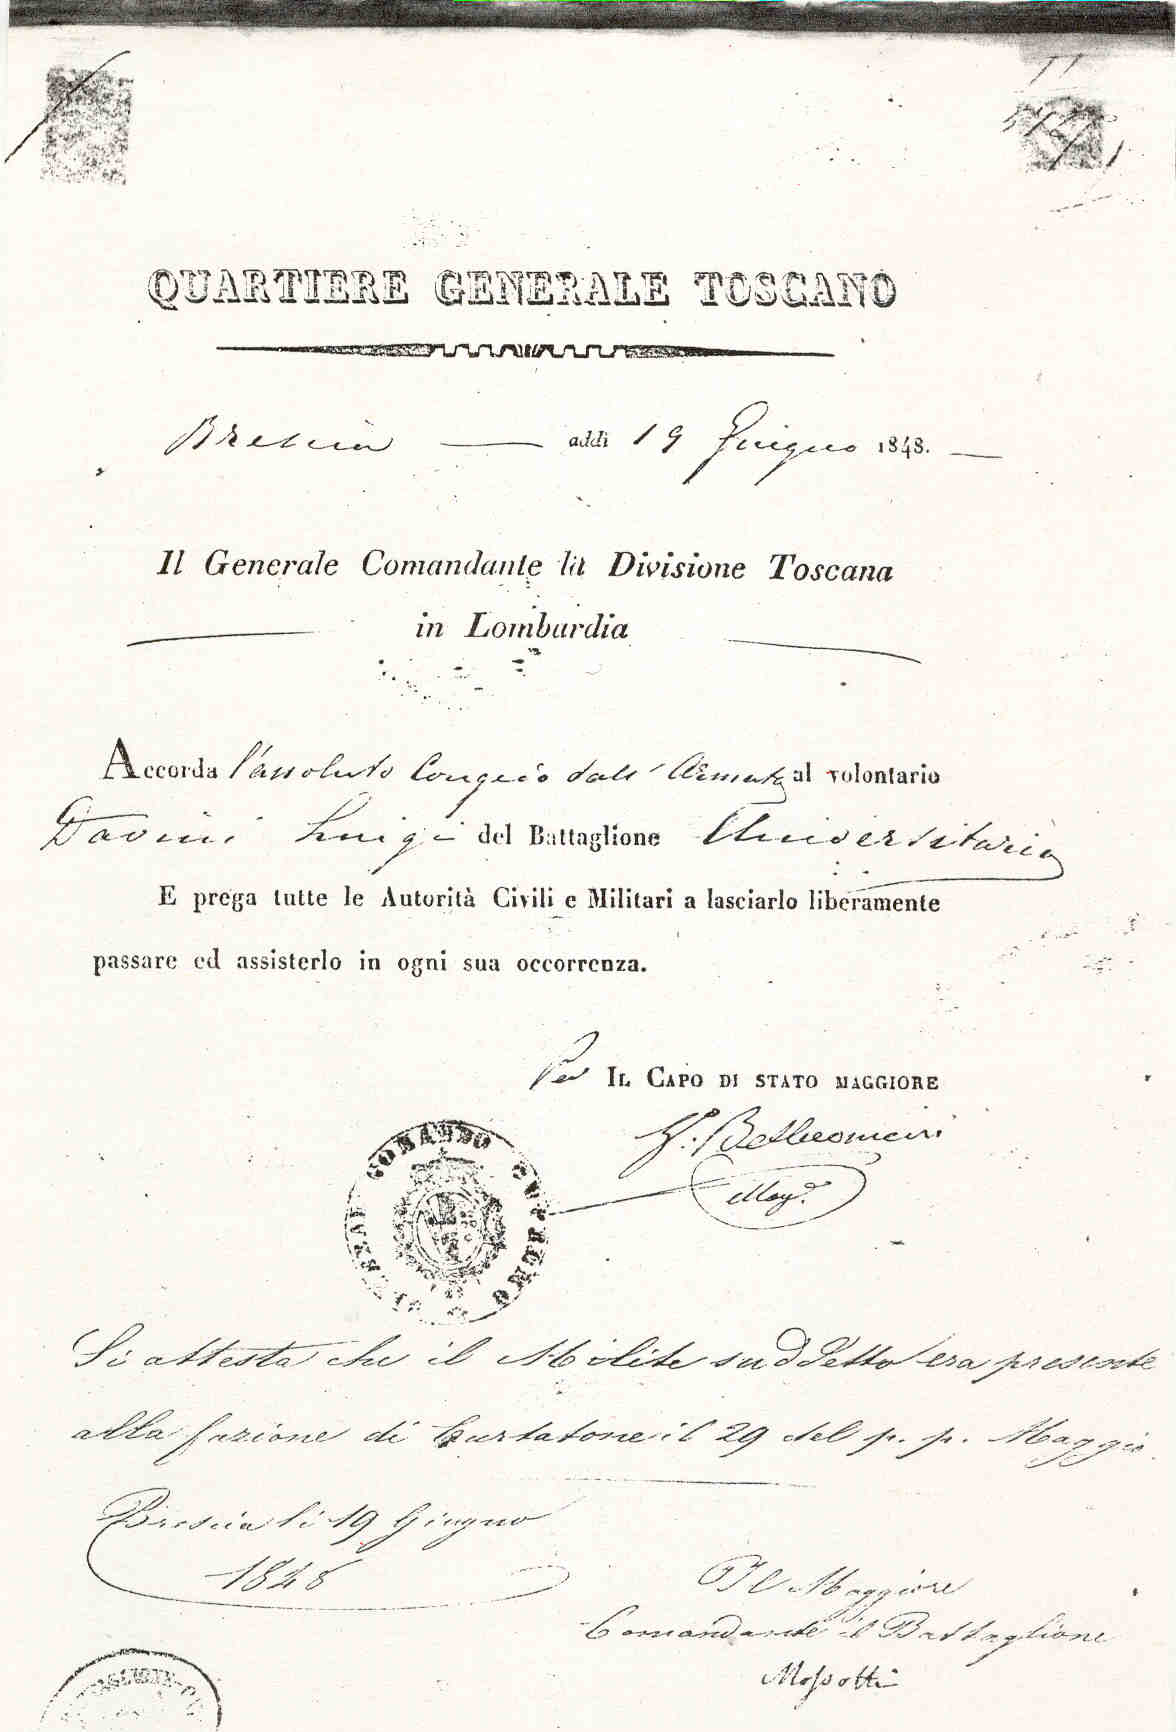 QUARTIERE GENERALE TOSCANO
Brescia addì 19 Giugno 1848.
Il Generale Comandante la Divisione Toscana
in Lombardia
Accorda l'assoluto Congedo dall'Armata al volontario
Davini Luigi del Battaglione Universitario
E prega tutte le Autorità Civili e Militari a lasciarlo liberamente
passare ed assisterlo in ogni sua occorrenza.
Per IL CAPO DI STATO MAGGIORE
Magg.
COMANDO
Si attesta che il Milite suddetto era presente
alla fazione di Curtatone il 29 del p. p. Maggio.
Brescia li 19 Giugno
1848
Il Maggiore
Comandante il Battaglione
Mossotti